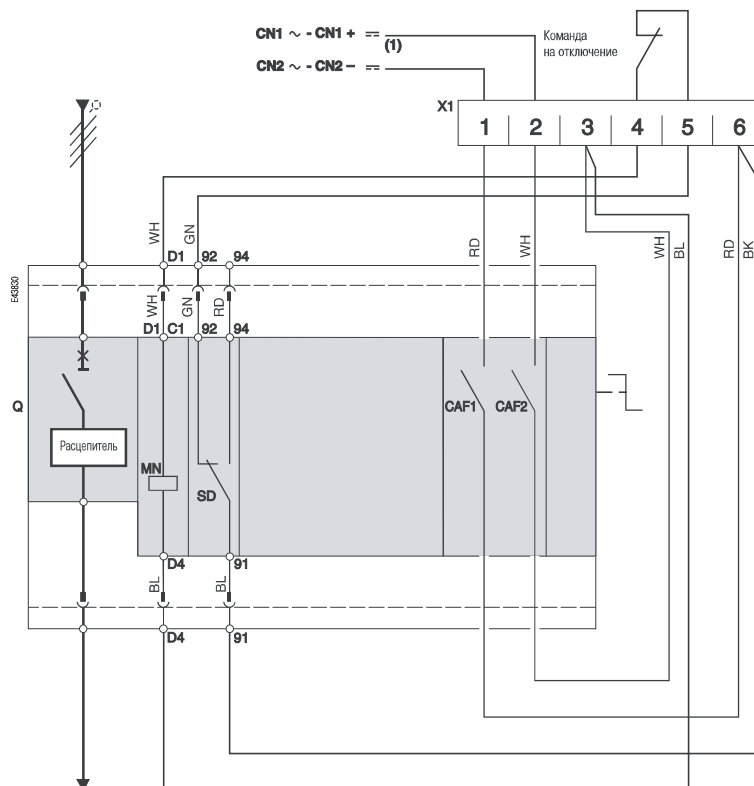 CN1 ~ - CN1 + ⎓
(1)
CN2 ~ - CN2 – ⎓
Команда
на отключение
X1
1 2 3 4 5 6
WH GN RD WH WH BL RD BK
D1 92 94
E43830
WH GN RD
D1 C1 92 94
Q
CAF1 CAF2
Расцепитель
MN
SD
D4 91
BL BL
D4 91